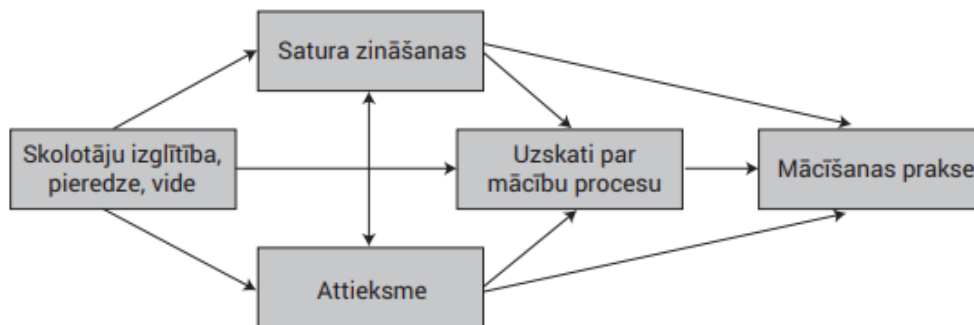 Satura zināšanas
Skolotāju izglītība,
pieredze, vide
Uzskati par
mācību procesu
Mācīšanas prakse
Attieksme